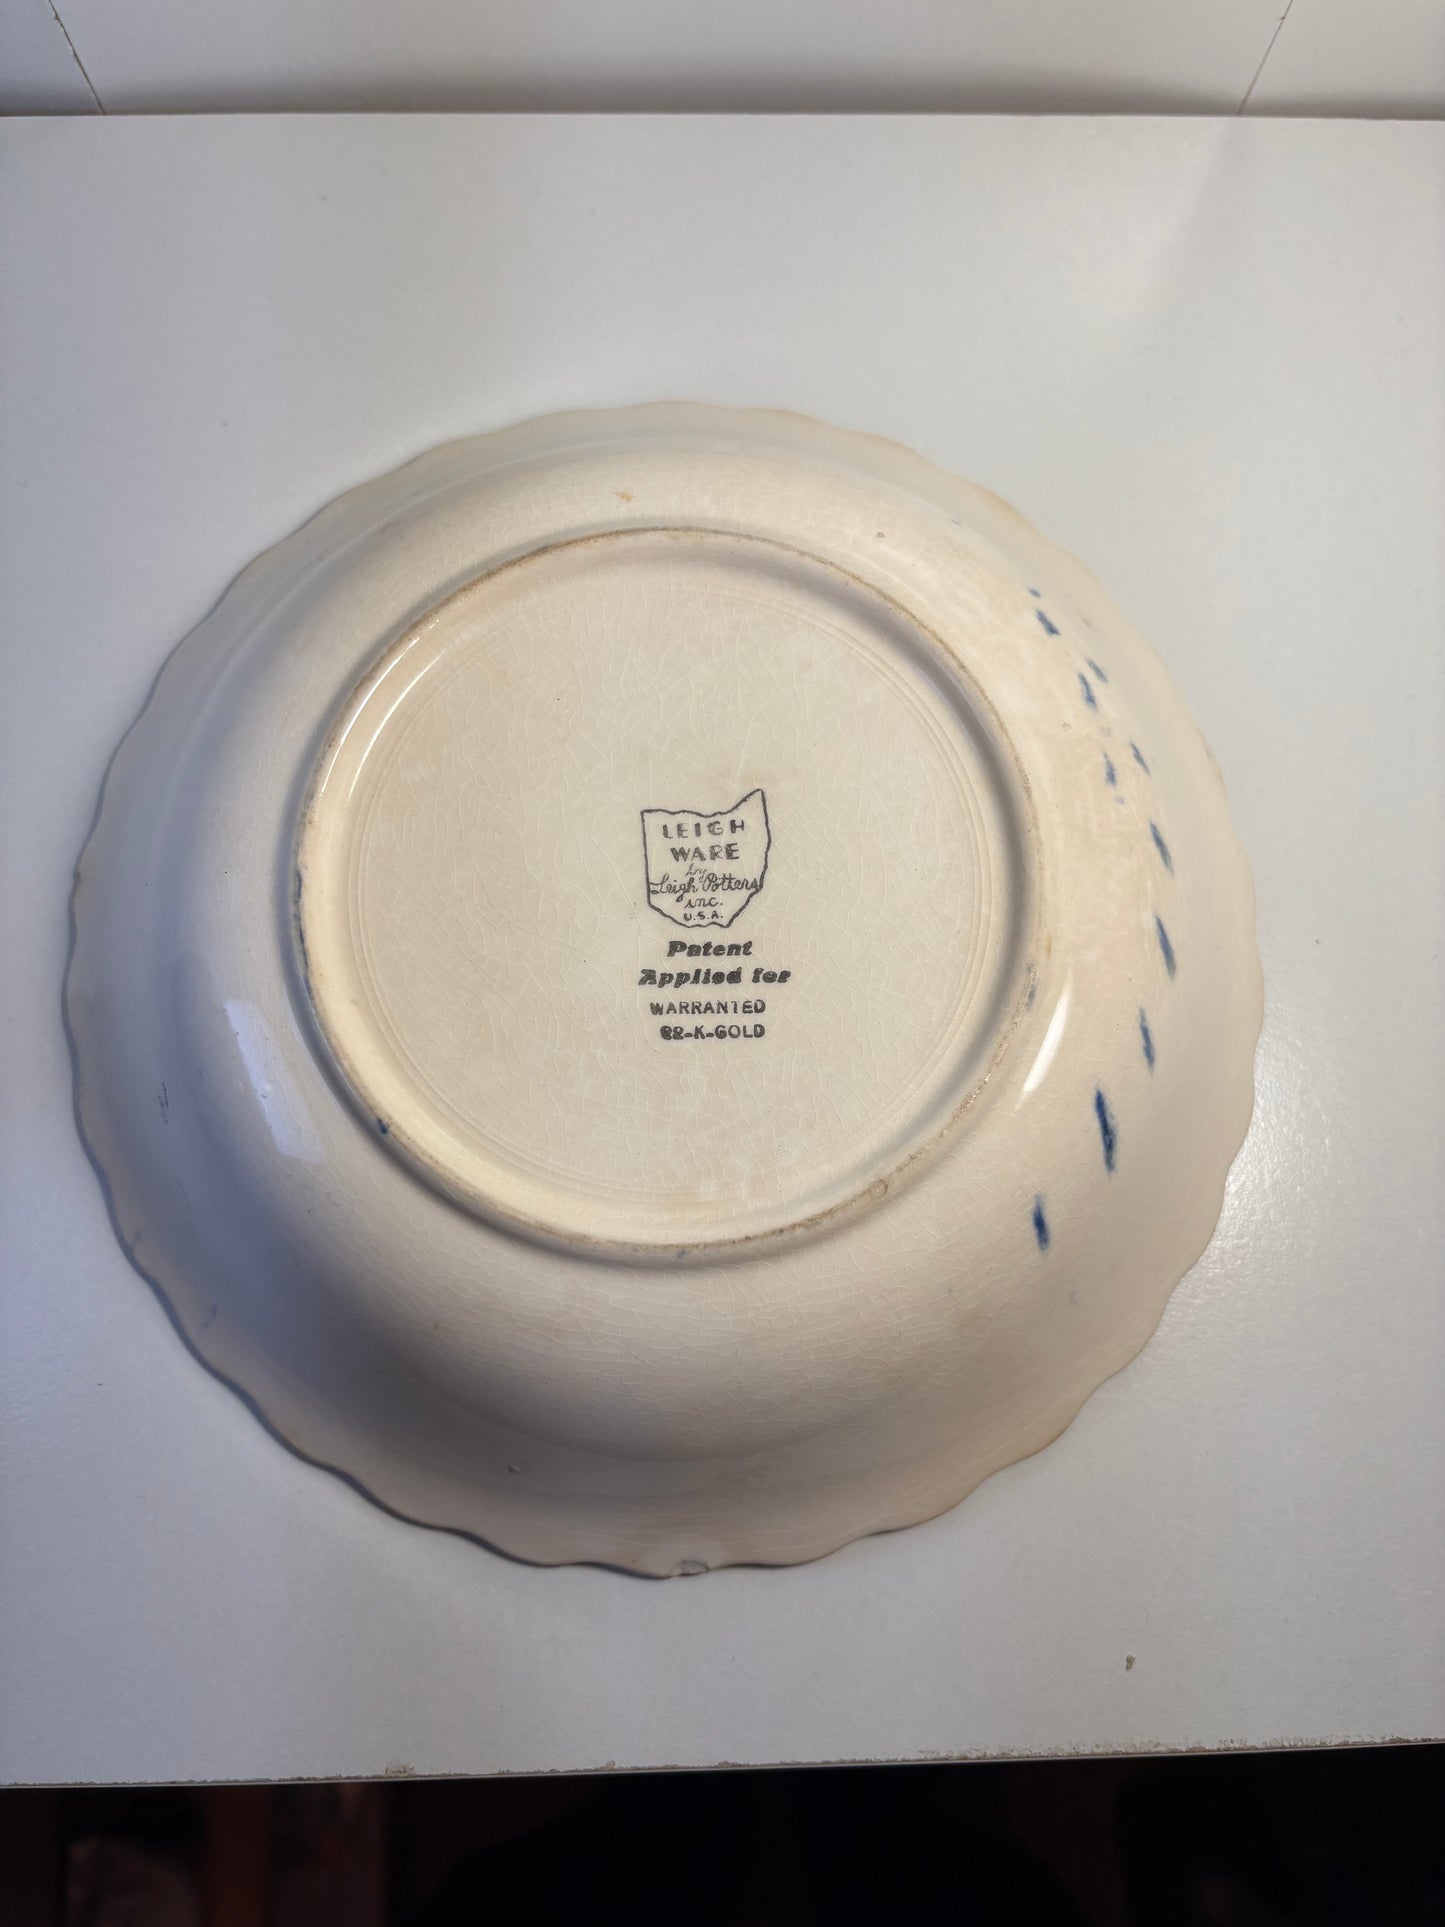 LEIGH
WARE
by
Leigh Potters
inc.
U.S.A.
Patent
Applied for
WARRANTED
22-K-GOLD